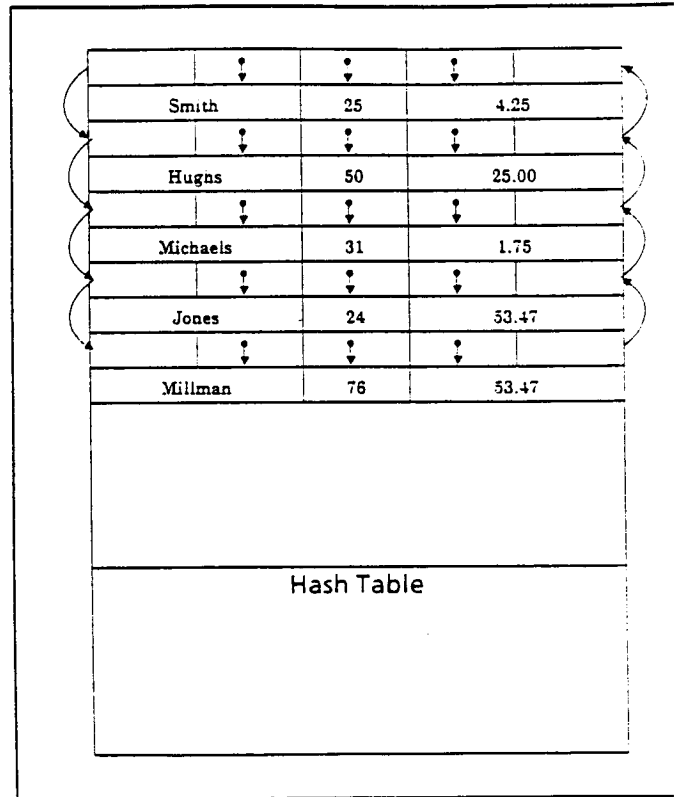 Smith 25 4.25
Hughs 50 25.00
Michaels 31 1.75
Jones 24 53.47
Millman 76 53.47
Hash Table